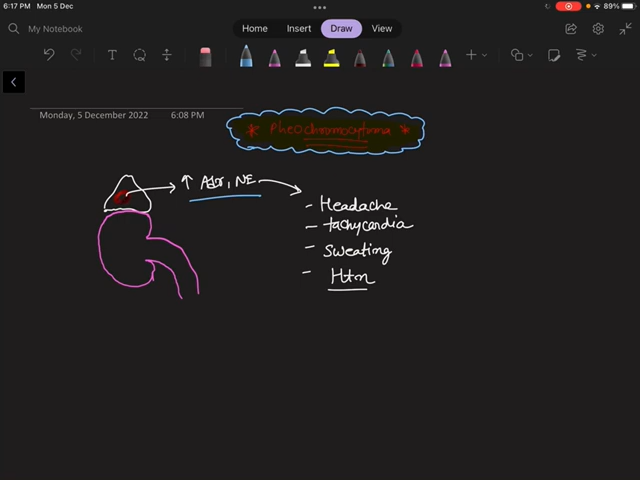 6:17 PM Mon 5 Dec
89%
My Notebook
Home Insert Draw View
Monday, 5 December 2022 6:08 PM
* Pheochromocytoma *
↑ Adr, NE
- Headache
- tachycardia
- Sweating
- Htn